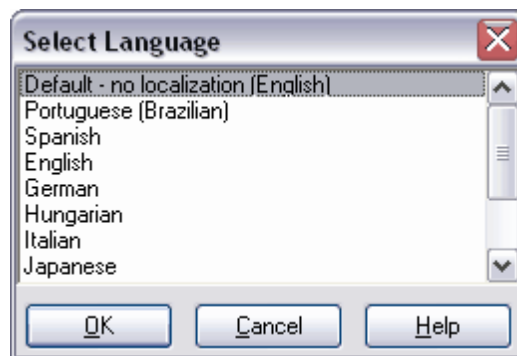 Select Language
Default - no localization (English)
Portuguese (Brazilian)
Spanish
English
German
Hungarian
Italian
Japanese
OK Cancel Help